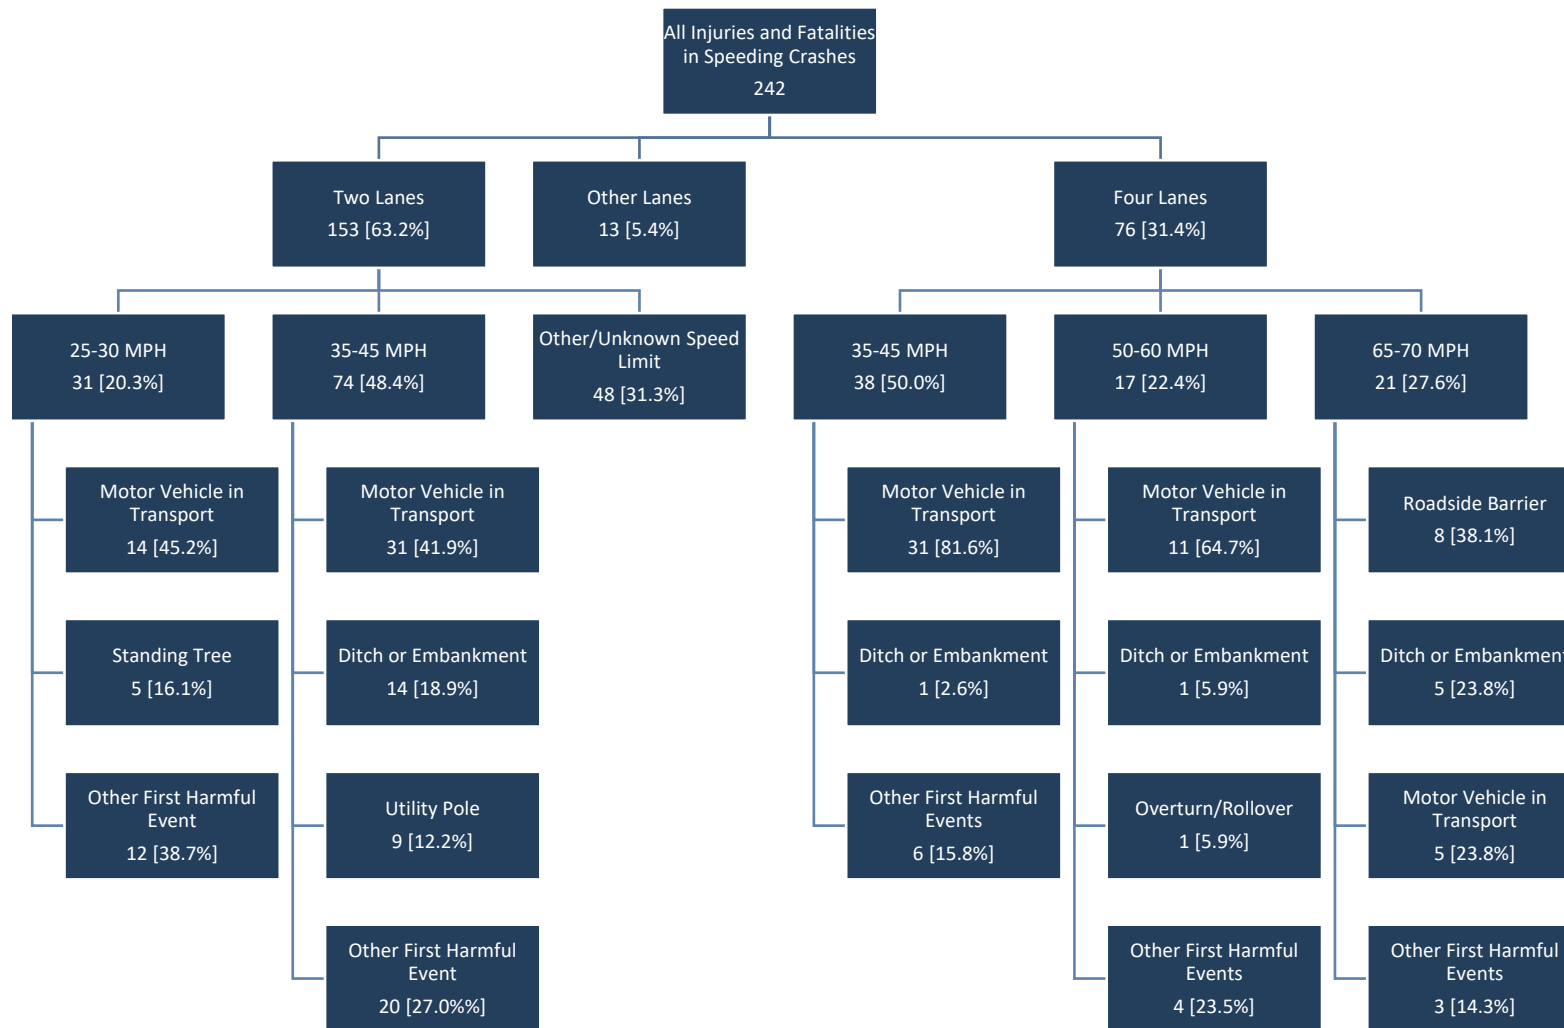 All Injuries and Fatalities
in Speeding Crashes
242
Two Lanes
153 [63.2%]
Other Lanes
13 [5.4%]
Four Lanes
76 [31.4%]
25-30 MPH
31 [20.3%]
35-45 MPH
74 [48.4%]
Other/Unknown Speed
Limit
48 [31.3%]
35-45 MPH
38 [50.0%]
50-60 MPH
17 [22.4%]
65-70 MPH
21 [27.6%]
Motor Vehicle in
Transport
14 [45.2%]
Motor Vehicle in
Transport
31 [41.9%]
Motor Vehicle in
Transport
31 [81.6%]
Motor Vehicle in
Transport
11 [64.7%]
Roadside Barrier
8 [38.1%]
Standing Tree
5 [16.1%]
Ditch or Embankment
14 [18.9%]
Ditch or Embankment
1 [2.6%]
Ditch or Embankment
1 [5.9%]
Ditch or Embankment
5 [23.8%]
Other First Harmful
Event
12 [38.7%]
Utility Pole
9 [12.2%]
Other First Harmful
Events
6 [15.8%]
Overturn/Rollover
1 [5.9%]
Motor Vehicle in
Transport
5 [23.8%]
Other First Harmful
Event
20 [27.0%%]
Other First Harmful
Events
4 [23.5%]
Other First Harmful
Events
3 [14.3%]